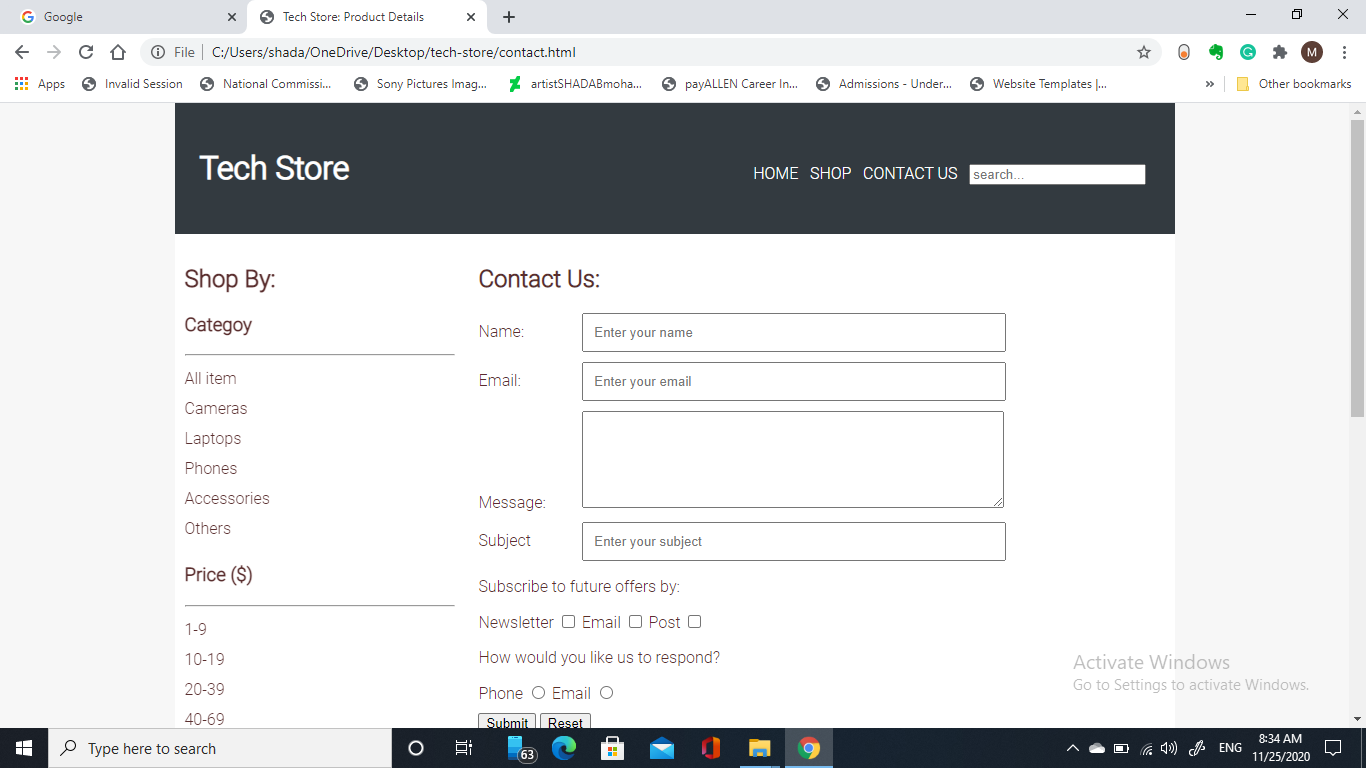 Google
Tech Store: Product Details
File
C:/Users/shada/OneDrive/Desktop/tech-store/contact.html
M
Apps
Invalid Session
National Commissi...
Sony Pictures Imag...
artistSHADABmoha...
payALLEN Career In...
Admissions - Under...
Website Templates |...
»
Other bookmarks
Tech Store
HOME SHOP CONTACT US search...
Shop By:
Categoy
All item
Cameras
Laptops
Phones
Accessories
Others
Price ($)
1-9
10-19
20-39
40-69
Contact Us:
Name: Enter your name
Email: Enter your email
Message:
Subject Enter your subject
Subscribe to future offers by:
Newsletter Email Post
How would you like us to respond?
Phone Email
Submit Reset
Activate Windows
Go to Settings to activate Windows.
Type here to search
63
ENG
8:34 AM
11/25/2020